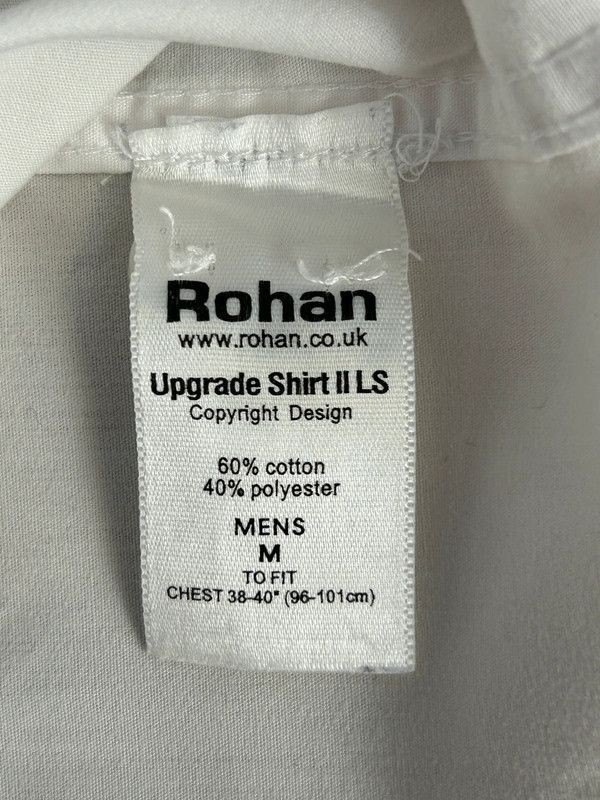 Rohan
www.rohan.co.uk
Upgrade Shirt II LS
Copyright Design
60% cotton
40% polyester
MENS
M
TO FIT
CHEST 38-40" (96-101cm)